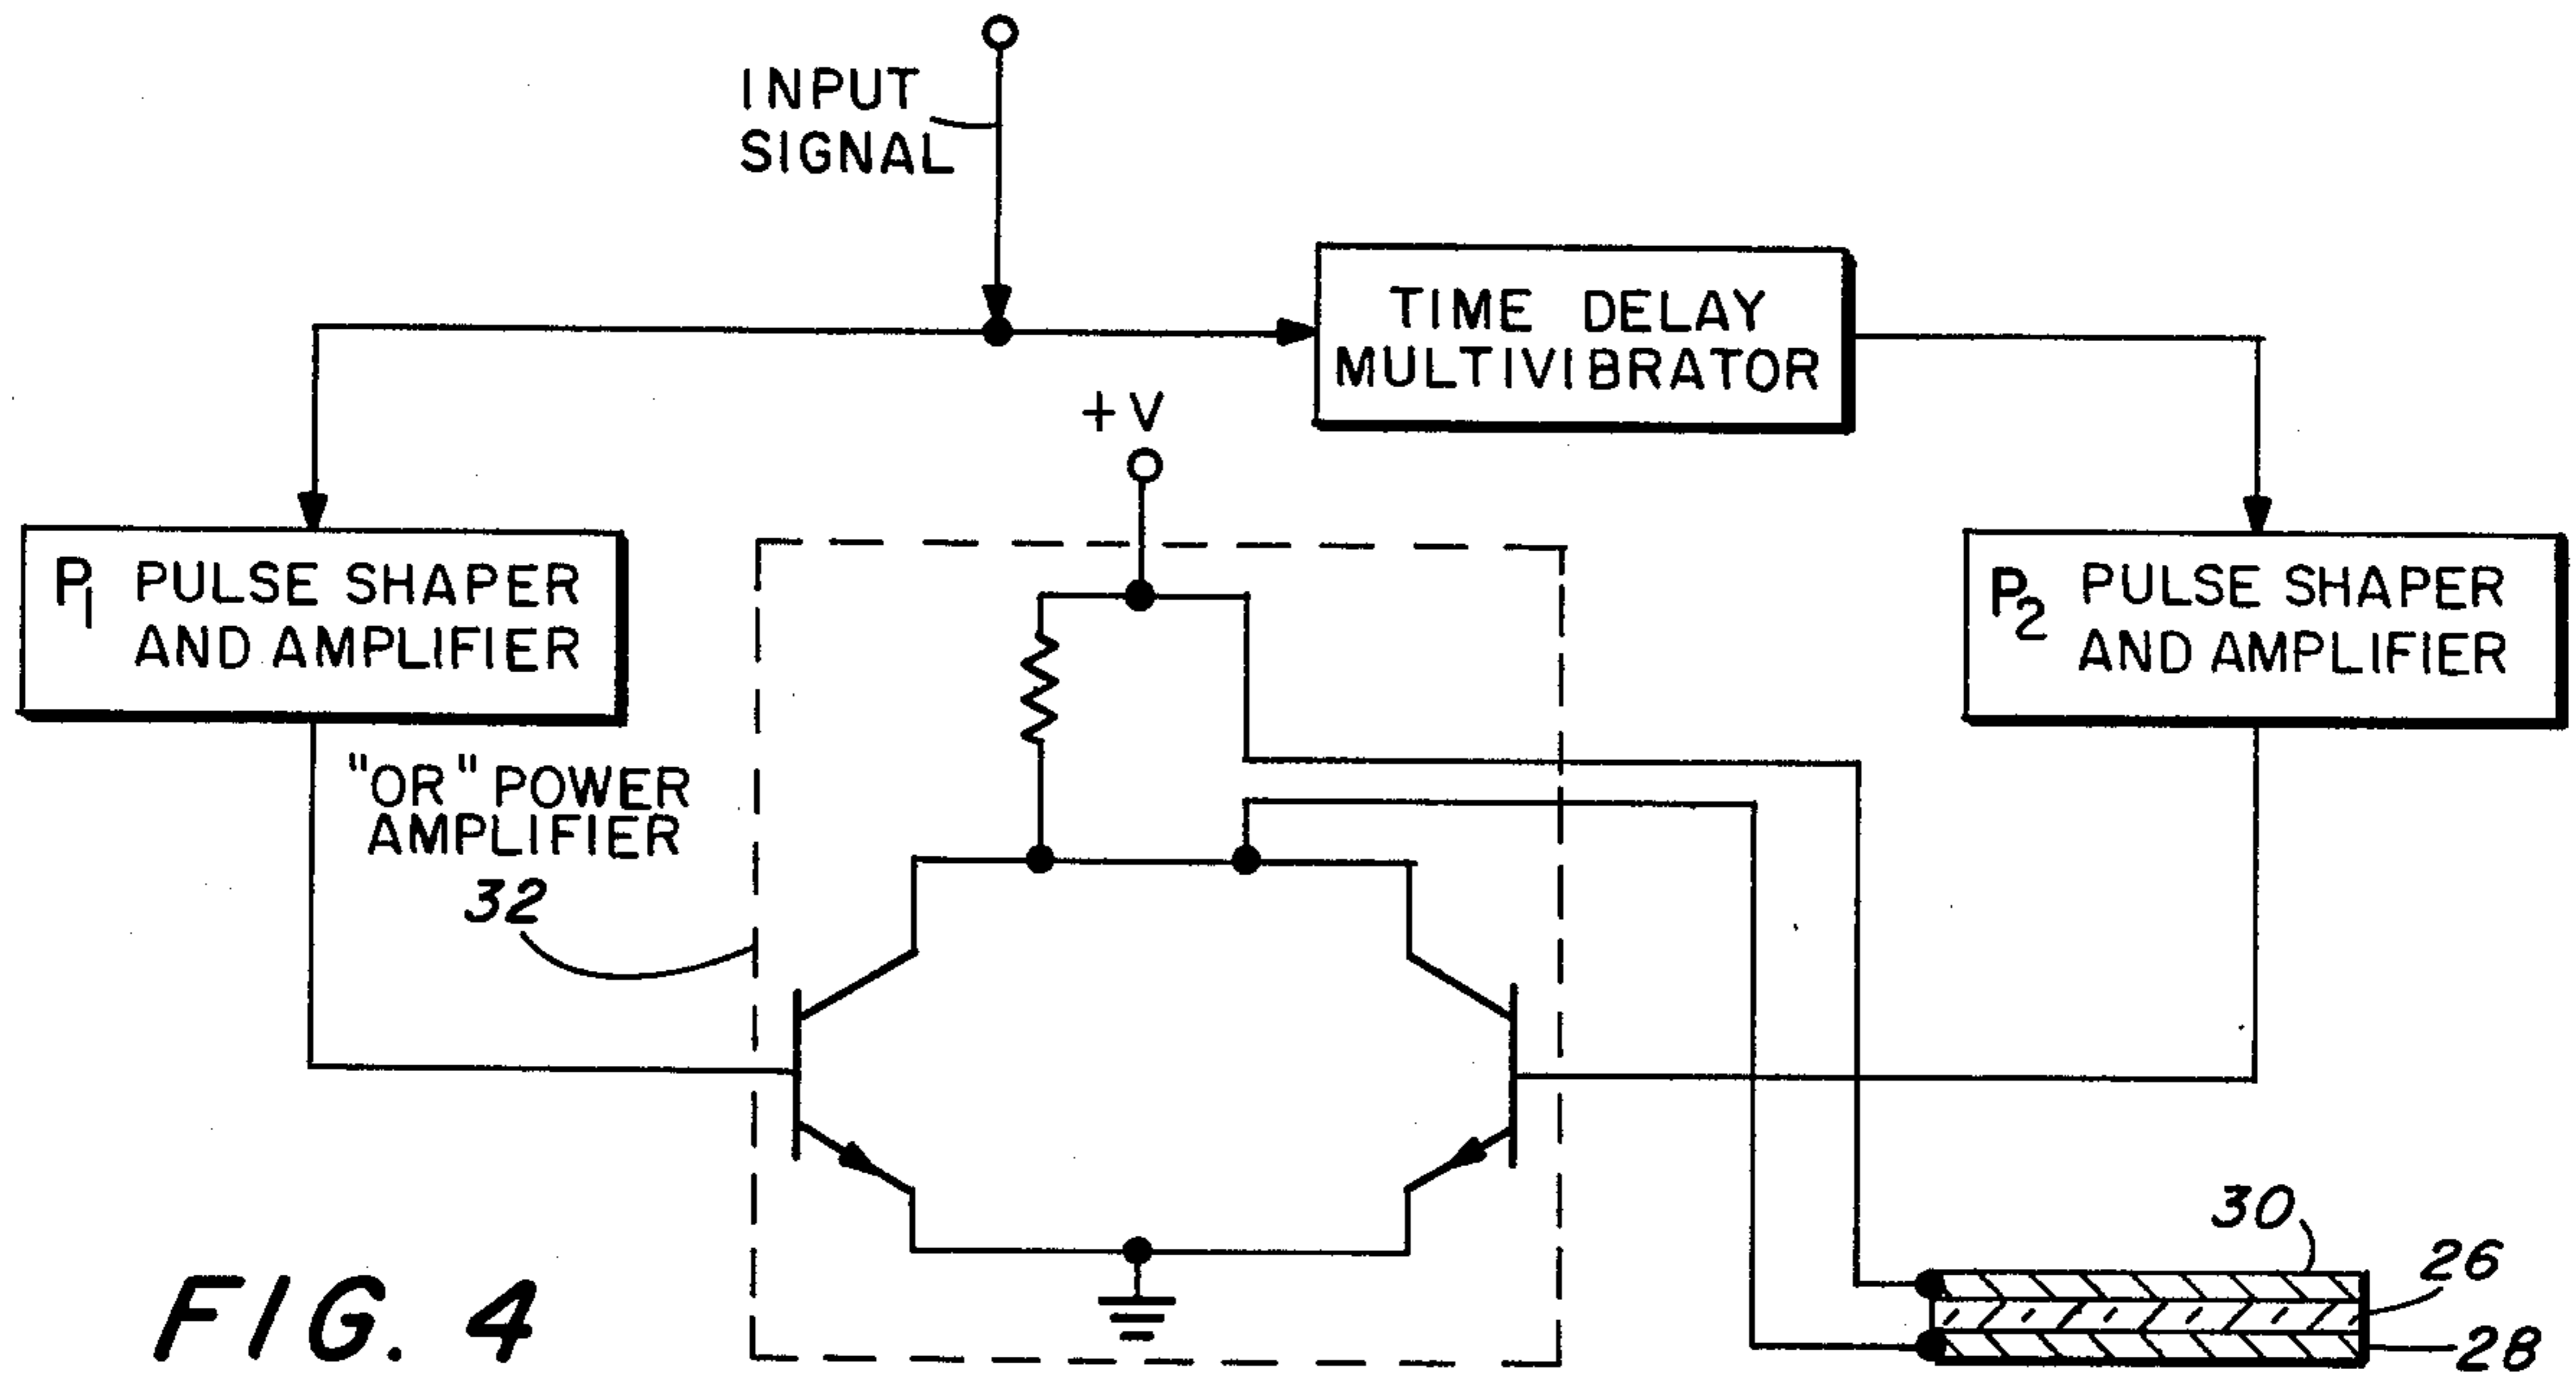 INPUT
SIGNAL
TIME DELAY
MULTIVIBRATOR
+V
P1 PULSE SHAPER
AND AMPLIFIER
P2 PULSE SHAPER
AND AMPLIFIER
"OR" POWER
AMPLIFIER
32
30
26
28
FIG. 4